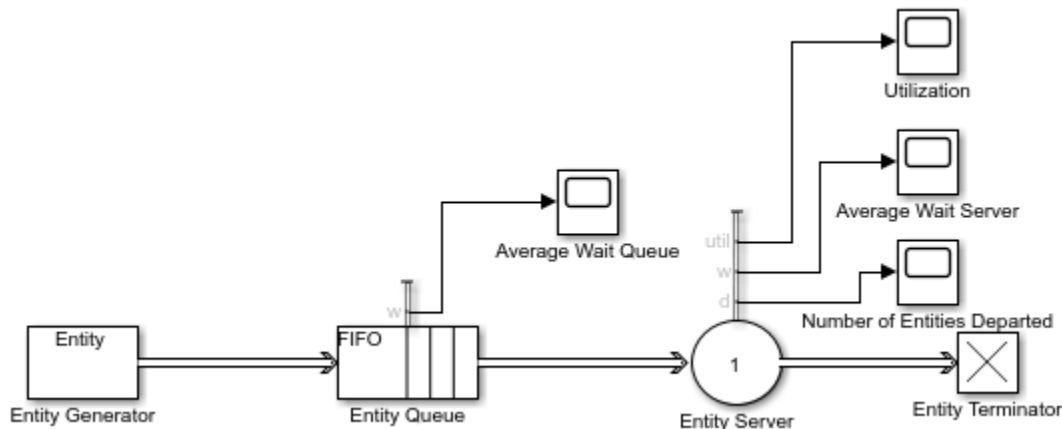 Utilization
Average Wait Server
util
Average Wait Queue
w
d
w
Number of Entities Departed
Entity
FIFO
1
Entity Generator
Entity Queue
Entity Server
Entity Terminator